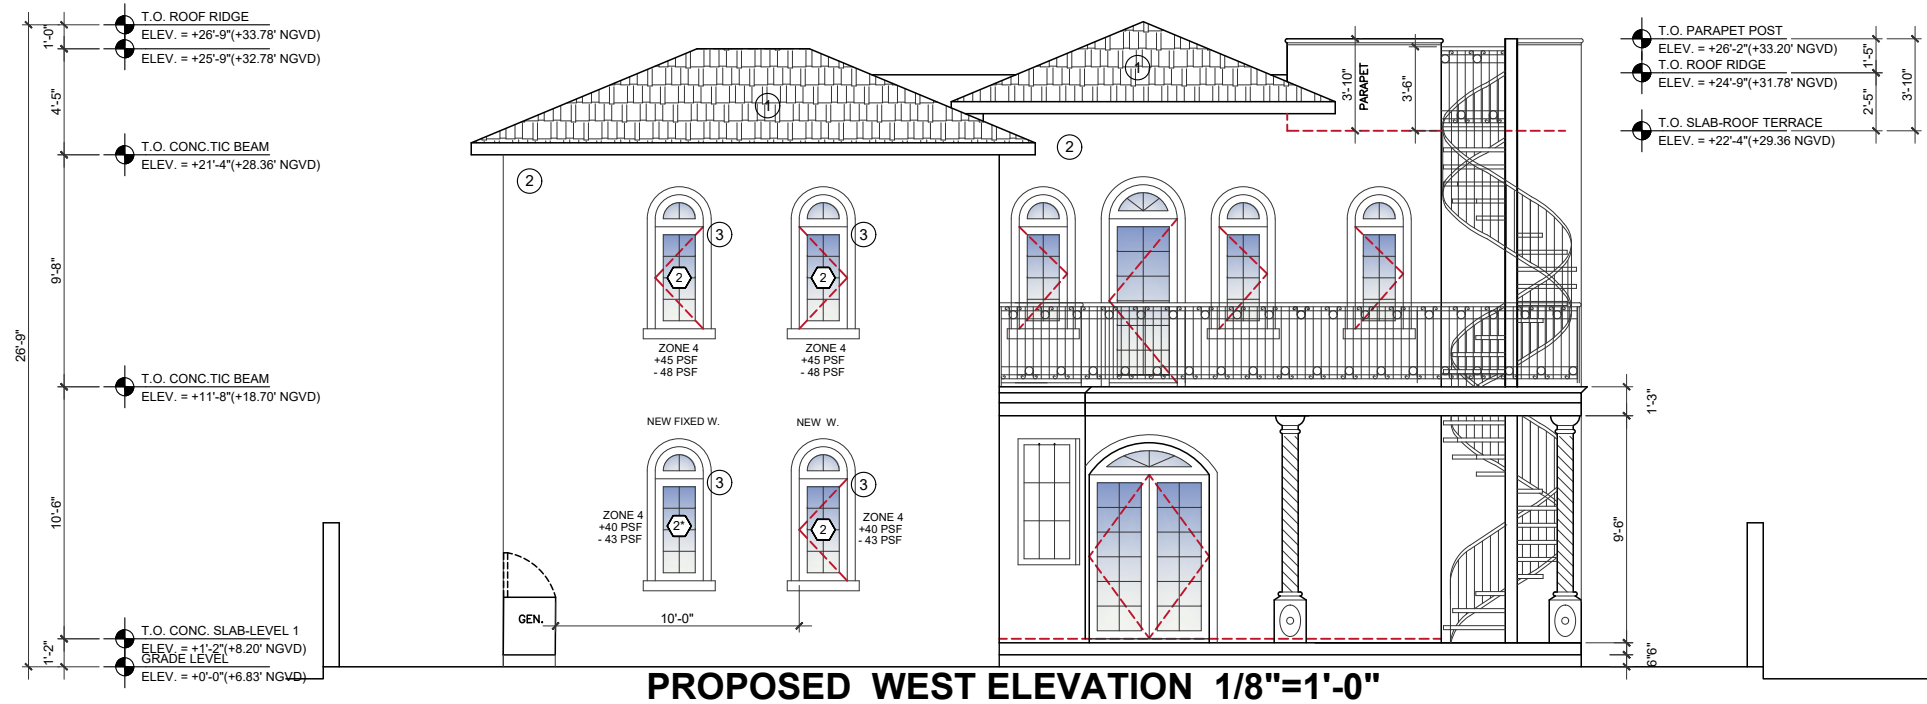 T.O. ROOF RIDGE
ELEV. = +26'-9"(+33.78' NGVD)
ELEV. = +25'-9"(+32.78' NGVD)
T.O. CONC.TIC BEAM
ELEV. = +21'-4"(+28.36' NGVD)
T.O. CONC.TIC BEAM
ELEV. = +11'-8"(+18.70' NGVD)
T.O. CONC. SLAB-LEVEL 1
ELEV. = +1'-2"(+8.20' NGVD)
GRADE LEVEL
ELEV. = +0'-0"(+6.83' NGVD)
1'-0"
4'-5"
9'-8"
26'-9"
10'-6"
1'-2"
1
1
2
2
3
3
2
2
ZONE 4
+45 PSF
- 48 PSF
ZONE 4
+45 PSF
- 48 PSF
NEW FIXED W.
NEW W.
3
3
2*
2
ZONE 4
+40 PSF
- 43 PSF
ZONE 4
+40 PSF
- 43 PSF
GEN.
10'-0"
3'-10"
PARAPET
3'-6"
T.O. PARAPET POST
ELEV. = +26'-2"(+33.20' NGVD)
T.O. ROOF RIDGE
ELEV. = +24'-9"(+31.78' NGVD)
T.O. SLAB-ROOF TERRACE
ELEV. = +22'-4"(+29.36 NGVD)
1'-5"
2'-5"
3'-10"
1'-3"
9'-6"
6"6"
PROPOSED WEST ELEVATION 1/8"=1'-0"